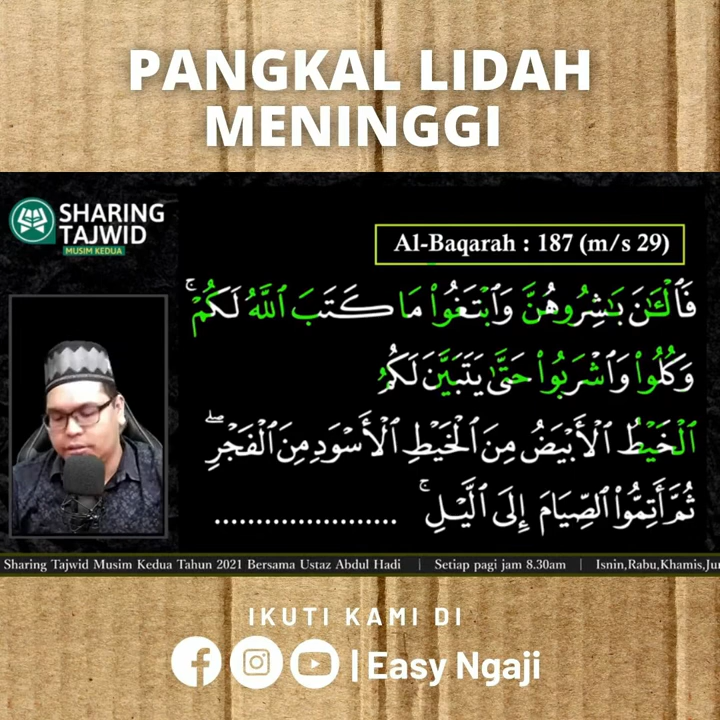 PANGKAL LIDAH
MENINGGI
SHARING
TAJWID
MUSIM KEDUA
Al-Baqarah : 187 (m/s 29)
فَٱلْـَٔـٰنَ بَـٰشِرُوهُنَّ وَٱبْتَغُوا۟ مَا كَتَبَ ٱللَّهُ لَكُمْ ۚ
وَكُلُوا۟ وَٱشْرَبُوا۟ حَتَّىٰ يَتَبَيَّنَ لَكُمُ
ٱلْخَيْطُ ٱلْأَبْيَضُ مِنَ ٱلْخَيْطِ ٱلْأَسْوَدِ مِنَ ٱلْفَجْرِ ۖ
ثُمَّ أَتِمُّوا۟ ٱلصِّيَامَ إِلَى ٱلَّيْلِ ۚ ......................
Sharing Tajwid Musim Kedua Tahun 2021 Bersama Ustaz Abdul Hadi | Setiap pagi jam 8.30am | Isnin,Rabu,Khamis,Ju
IKUTI KAMI DI
| Easy Ngaji